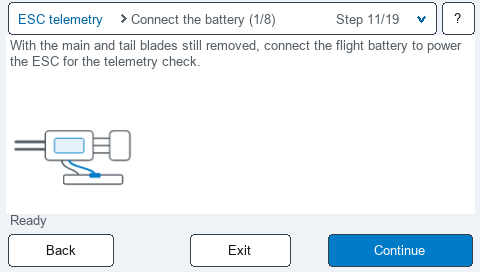 ESC telemetry > Connect the battery (1/8) Step 11/19 ?
With the main and tail blades still removed, connect the flight battery to power
the ESC for the telemetry check.
Ready
Back Exit Continue